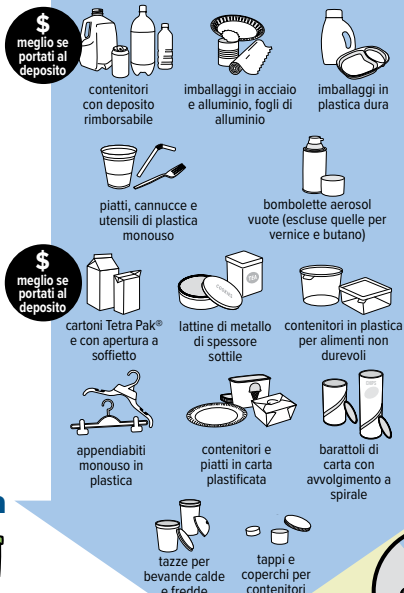 $
meglio se
portati al
deposito
contenitori
con deposito
rimborsabile
imballaggi in acciaio
e alluminio, fogli di
alluminio
imballaggi in
plastica dura
piatti, cannucce e
utensili di plastica
monouso
bombolette aerosol
vuote (escluse quelle per
vernice e butano)
$
meglio se
portati al
deposito
cartoni Tetra Pak®
e con apertura a
soffietto
COOKIES
TEA
lattine di metallo
di spessore
sottile
contenitori in plastica
per alimenti non
durevoli
appendiabiti
monouso in
plastica
contenitori e
piatti in carta
plastificata
CHIPS
barattoli di
carta con
avvolgimento a
spirale
tazze per
bevande calde
e fredde
tappi e
coperchi per
contenitori